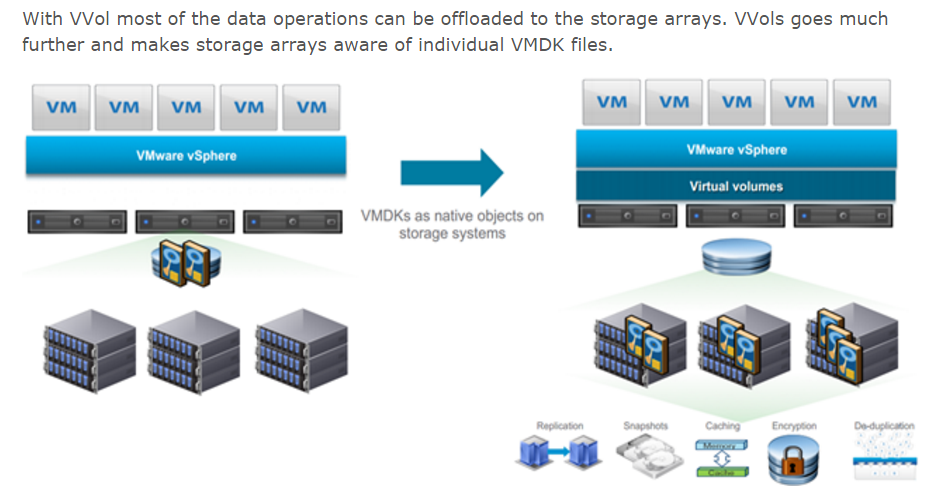 With VVol most of the data operations can be offloaded to the storage arrays. VVols goes much
further and makes storage arrays aware of individual VMDK files.
VM VM VM VM VM
VMware vSphere
VMDKs as native objects on
storage systems
VM VM VM VM VM
VMware vSphere
Virtual volumes
Replication Snapshots Caching Encryption De-duplication
Memory
Cache